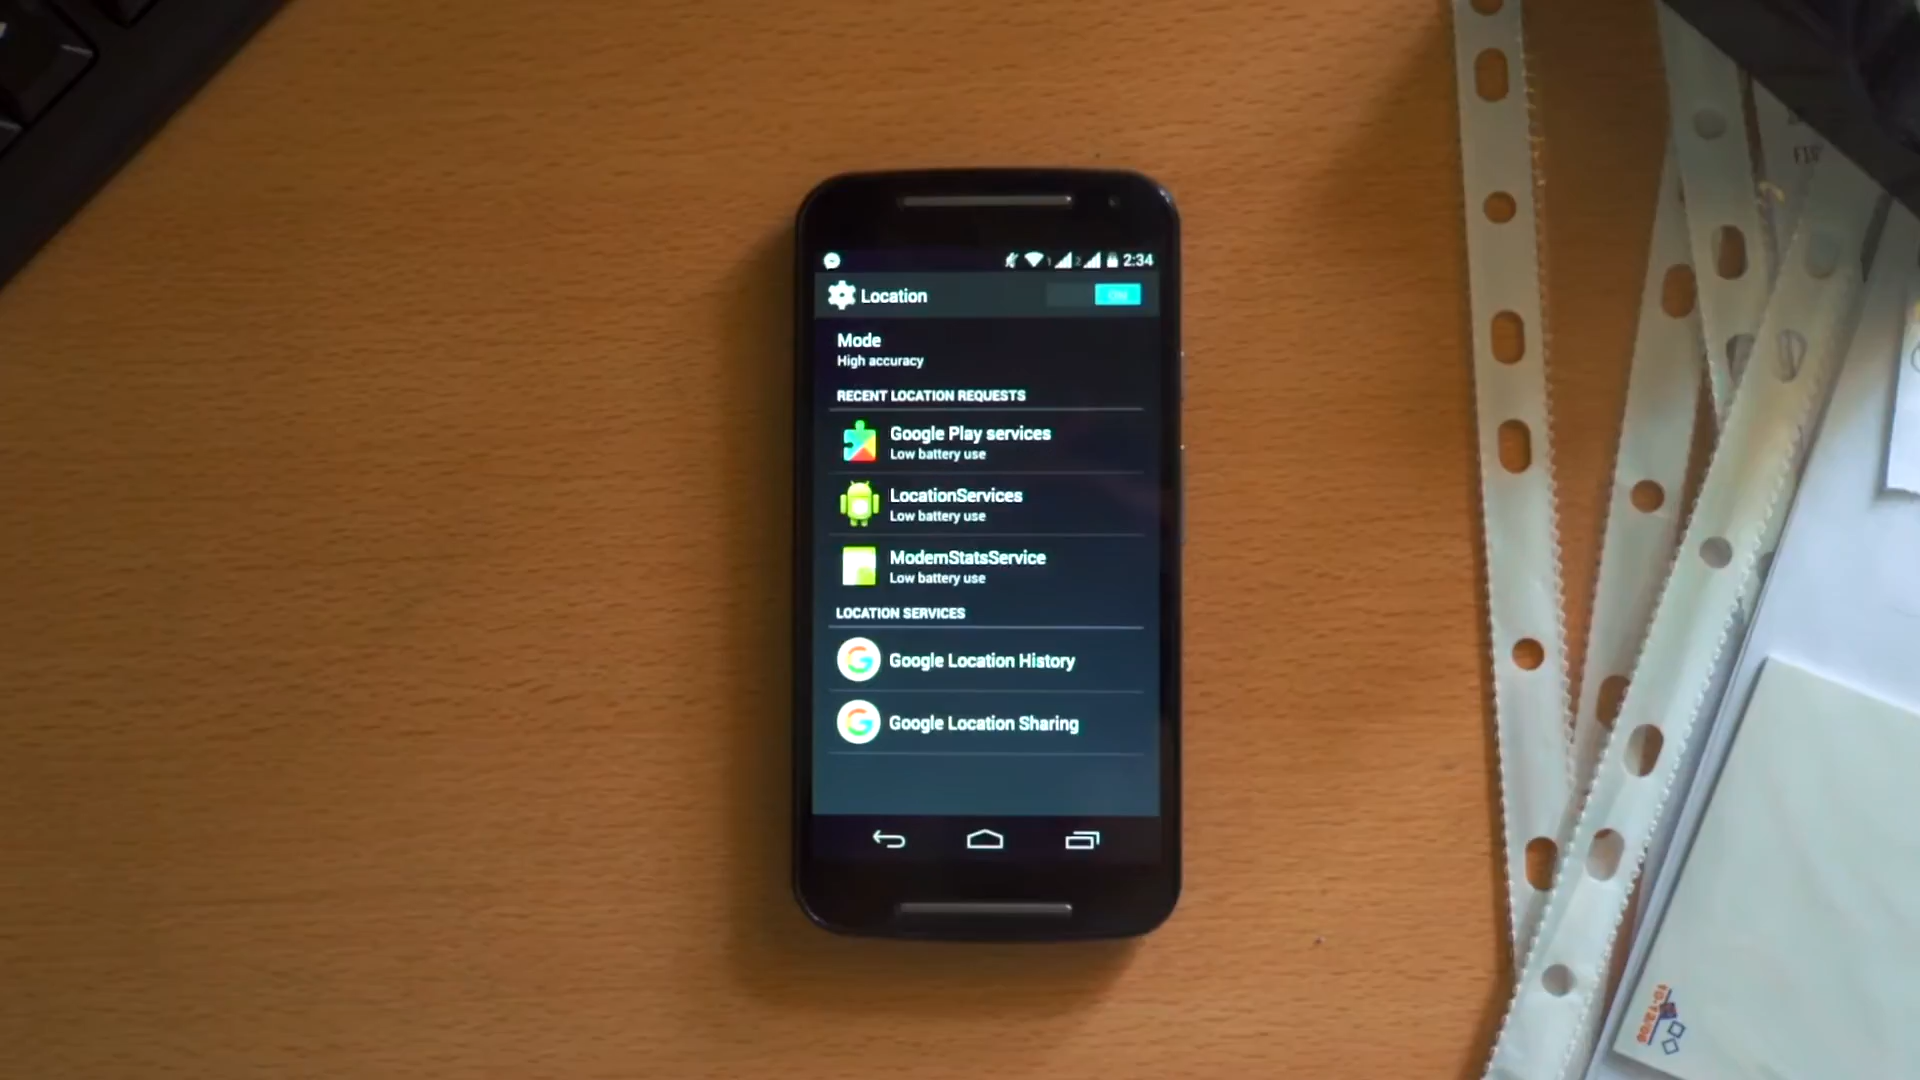 2:34
Location
ON
Mode
High accuracy
RECENT LOCATION REQUESTS
Google Play services
Low battery use
LocationServices
Low battery use
ModemStatsService
Low battery use
LOCATION SERVICES
Google Location History
Google Location Sharing